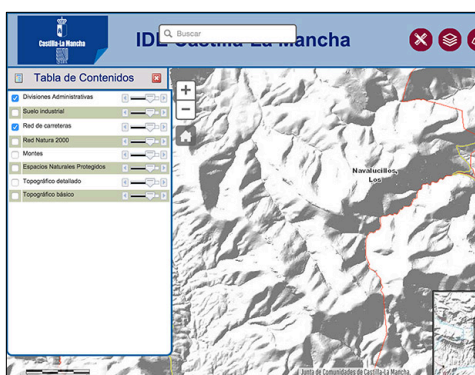 Castilla-La Mancha
IDE Castilla-La Mancha
Buscar
Tabla de Contenidos
Divisiones Administrativas
Suelo industrial
Red de carreteras
Red Natura 2000
Montes
Espacios Naturales Protegidos
Topográfico detallado
Topográfico básico
Navalucillos,
Los
Junta de Comunidades de Castilla-La Mancha